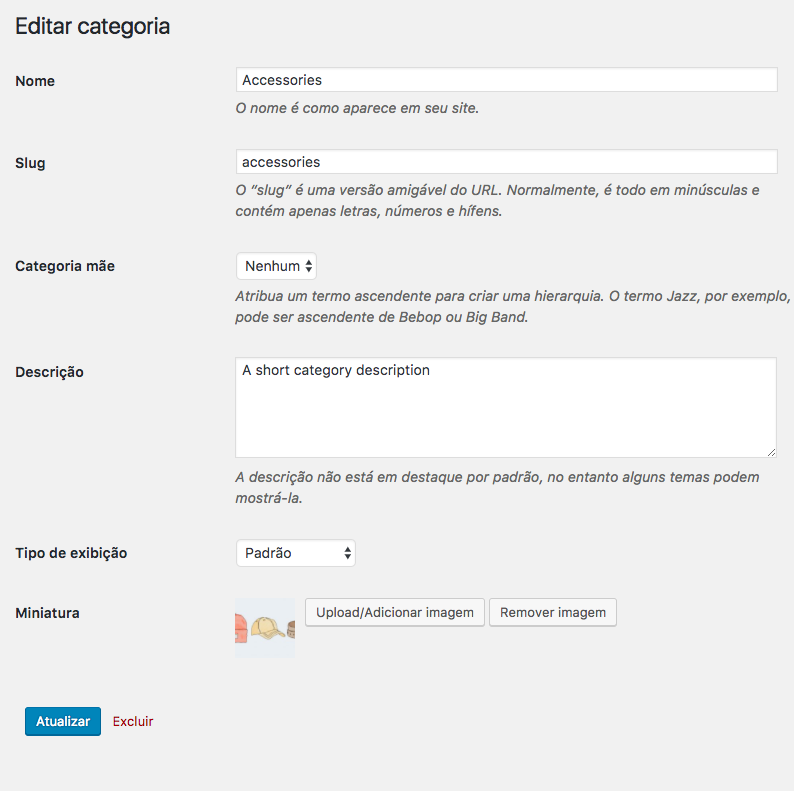 Editar categoria
Nome
Accessories
O nome é como aparece em seu site.
Slug
accessories
O “slug” é uma versão amigável do URL. Normalmente, é todo em minúsculas e
contém apenas letras, números e hífens.
Categoria mãe
Nenhum
Atribua um termo ascendente para criar uma hierarquia. O termo Jazz, por exemplo,
pode ser ascendente de Bebop ou Big Band.
Descrição
A short category description
A descrição não está em destaque por padrão, no entanto alguns temas podem
mostrá-la.
Tipo de exibição
Padrão
Miniatura
Upload/Adicionar imagem
Remover imagem
Atualizar
Excluir